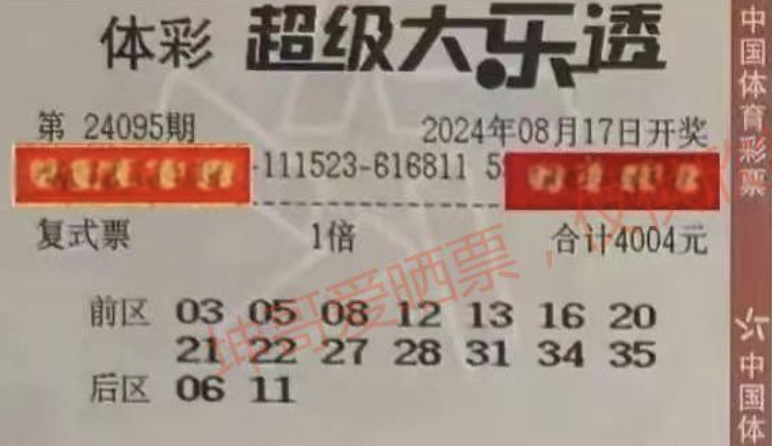 体彩 超级大乐透
第 24095期 2024年08月17日开奖
-111523-616811 5
复式票 1倍 合计4004元
前区 03 05 08 12 13 16 20
21 22 27 28 31 34 35
后区 06 11
坤哥爱晒票，
中国体育彩票
中国体